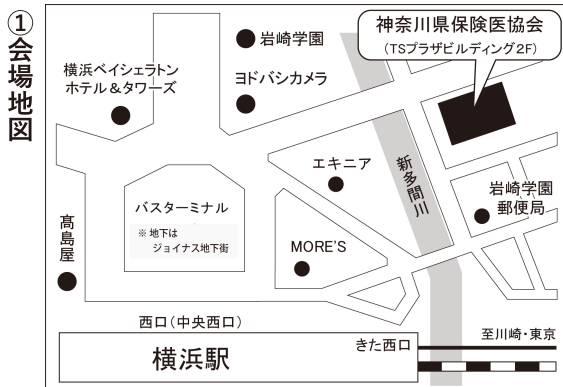 ①会場地図
岩崎学園
神奈川県保険医協会
(TSプラザビルディング2F)
横浜ベイシェラトン
ホテル&タワーズ
ヨドバシカメラ
エキニア
新多間川
岩崎学園
郵便局
バスターミナル
※ 地下は
ジョイナス地下街
MORE'S
髙島屋
西口(中央西口)
横浜駅
きた西口
至川崎・東京